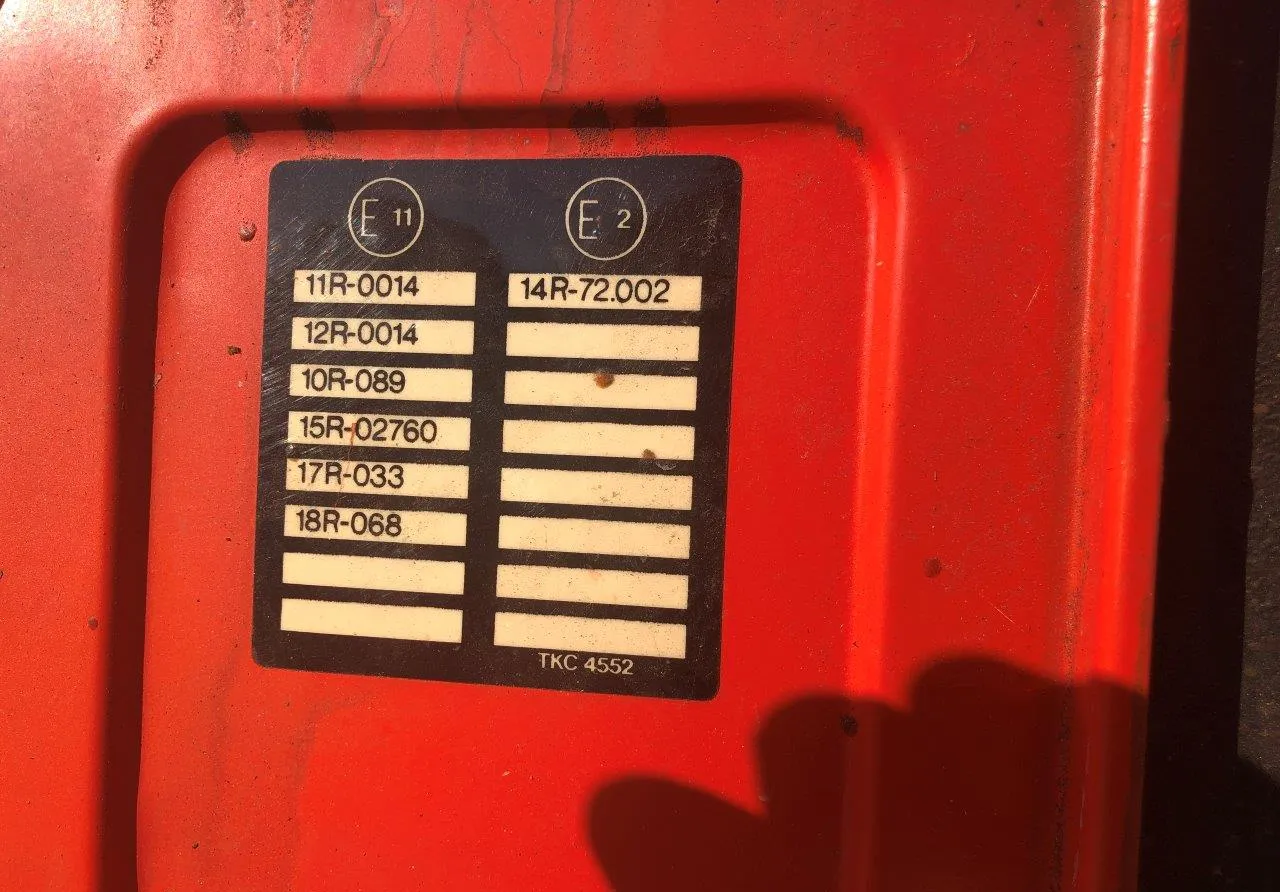 E 11
E 2
11R-0014
14R-72.002
12R-0014
10R-089
15R-02760
17R-033
18R-068
TKC 4552